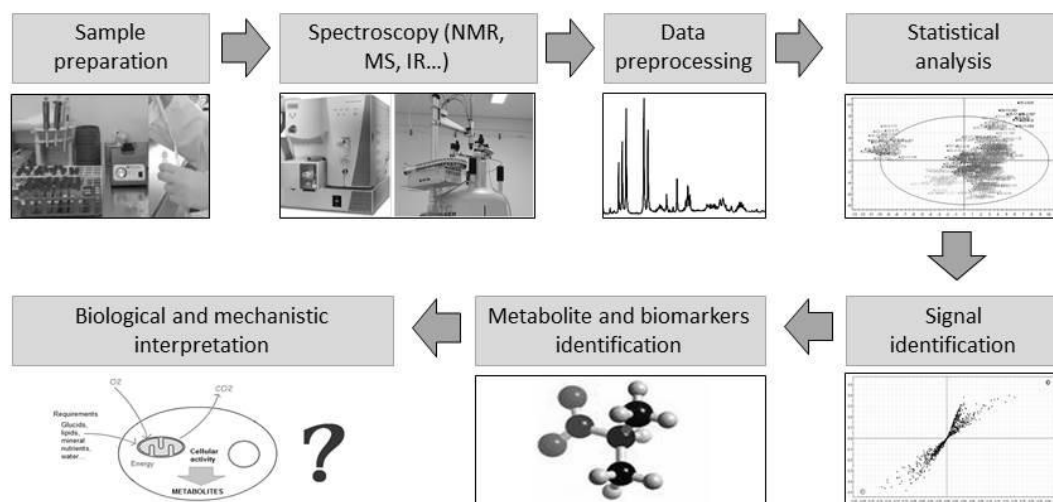 Sample
preparation
Spectroscopy (NMR,
MS, IR…)
Data
preprocessing
Statistical
analysis
Biological and mechanistic
interpretation
Metabolite and biomarkers
identification
Signal
identification
O2
CO2
Requirements
Glucids,
lipids,
mineral
nutrients,
water...
Energy
Cellular
activity
METABOLITES
?